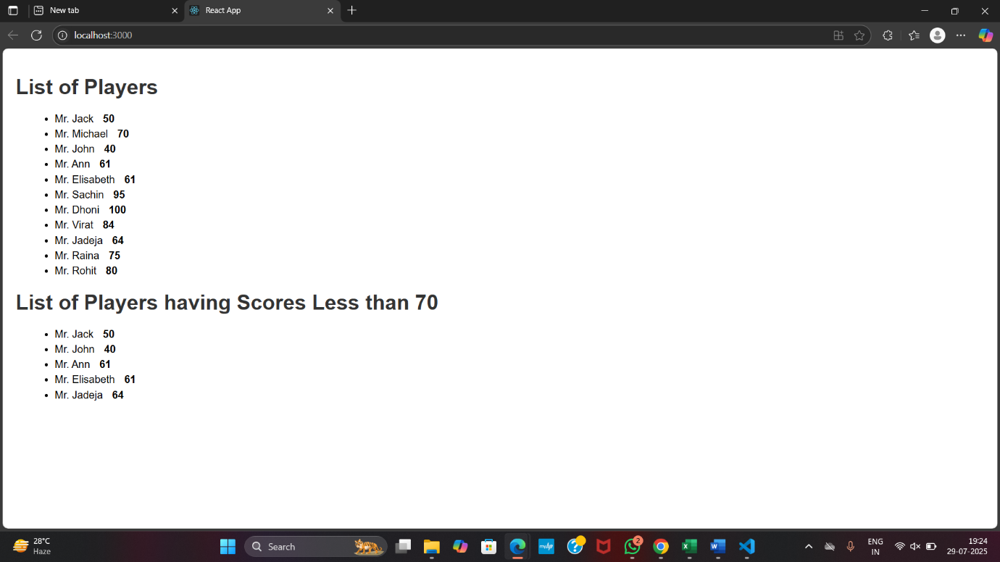 New tab
React App
localhost:3000
List of Players
Mr. Jack 50
Mr. Michael 70
Mr. John 40
Mr. Ann 61
Mr. Elisabeth 61
Mr. Sachin 95
Mr. Dhoni 100
Mr. Virat 84
Mr. Jadeja 64
Mr. Raina 75
Mr. Rohit 80
List of Players having Scores Less than 70
Mr. Jack 50
Mr. John 40
Mr. Ann 61
Mr. Elisabeth 61
Mr. Jadeja 64
28°C
Haze
Search
2
ENG
IN
19:24
29-07-2025